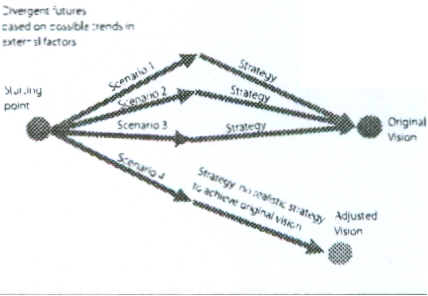 Divergent futures
based on possible trends in
external factors
Starting
point
Scenario 1
Strategy
Scenario 2
Strategy
Scenario 3
Strategy
Original
Vision
Scenario 4
Strategy: no realistic strategy
to achieve original vision
Adjusted
Vision